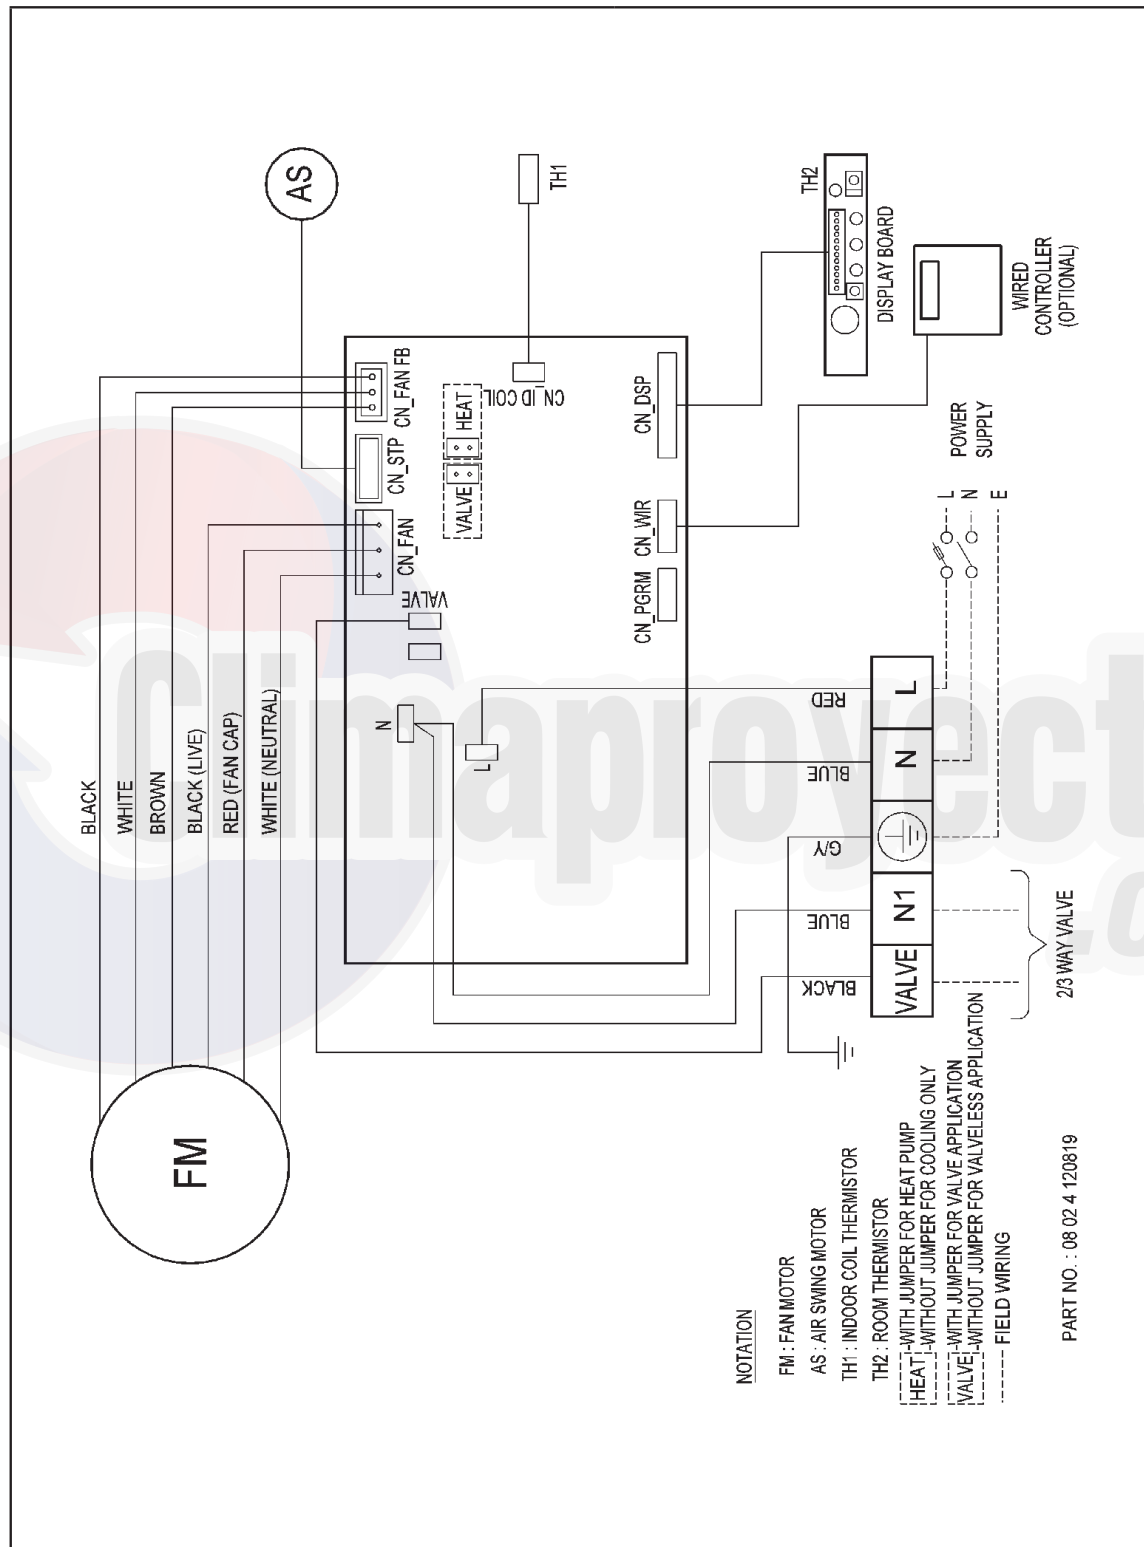 BLACK
WHITE
BROWN
BLACK (LIVE)
RED (FAN CAP)
WHITE (NEUTRAL)
FM
AS
CN_FAN FB
CN_STP
CN_FAN
VALVE
HEAT
VALVE
CN_ID COIL
TH1
N
L
CN_DSP
CN_WIR
CN_PGRM
TH2
DISPLAY BOARD
WIRED
CONTROLLER
(OPTIONAL)
POWER
SUPPLY
L
N
E
RED
BLUE
G/Y
BLUE
BLACK
L
N
N1
VALVE
2/3 WAY VALVE
NOTATION
FM : FAN MOTOR
AS : AIR SWING MOTOR
TH1 : INDOOR COIL THERMISTOR
TH2 : ROOM THERMISTOR
HEAT -WITH JUMPER FOR HEAT PUMP
-WITHOUT JUMPER FOR COOLING ONLY
VALVE -WITH JUMPER FOR VALVE APPLICATION
-WITHOUT JUMPER FOR VALVELESS APPLICATION
------ FIELD WIRING
PART NO. : 08 02 4 120819
Climaproyect